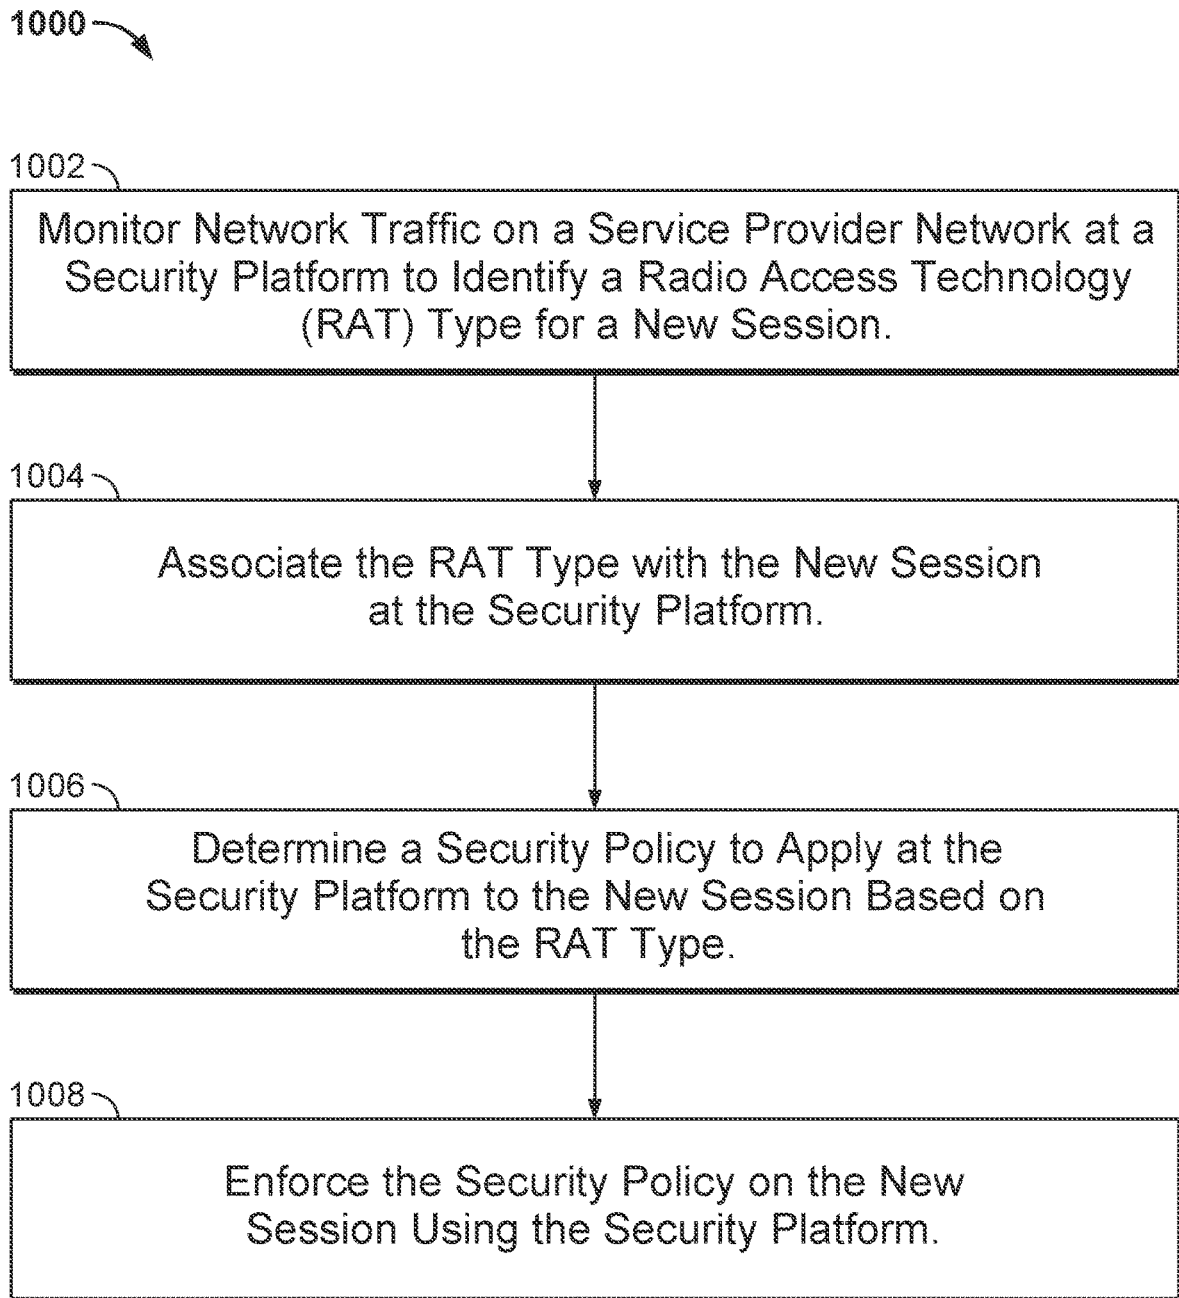 1000
1002
Monitor Network Traffic on a Service Provider Network at a
Security Platform to Identify a Radio Access Technology
(RAT) Type for a New Session.
1004
Associate the RAT Type with the New Session
at the Security Platform.
1006
Determine a Security Policy to Apply at the
Security Platform to the New Session Based on
the RAT Type.
1008
Enforce the Security Policy on the New
Session Using the Security Platform.